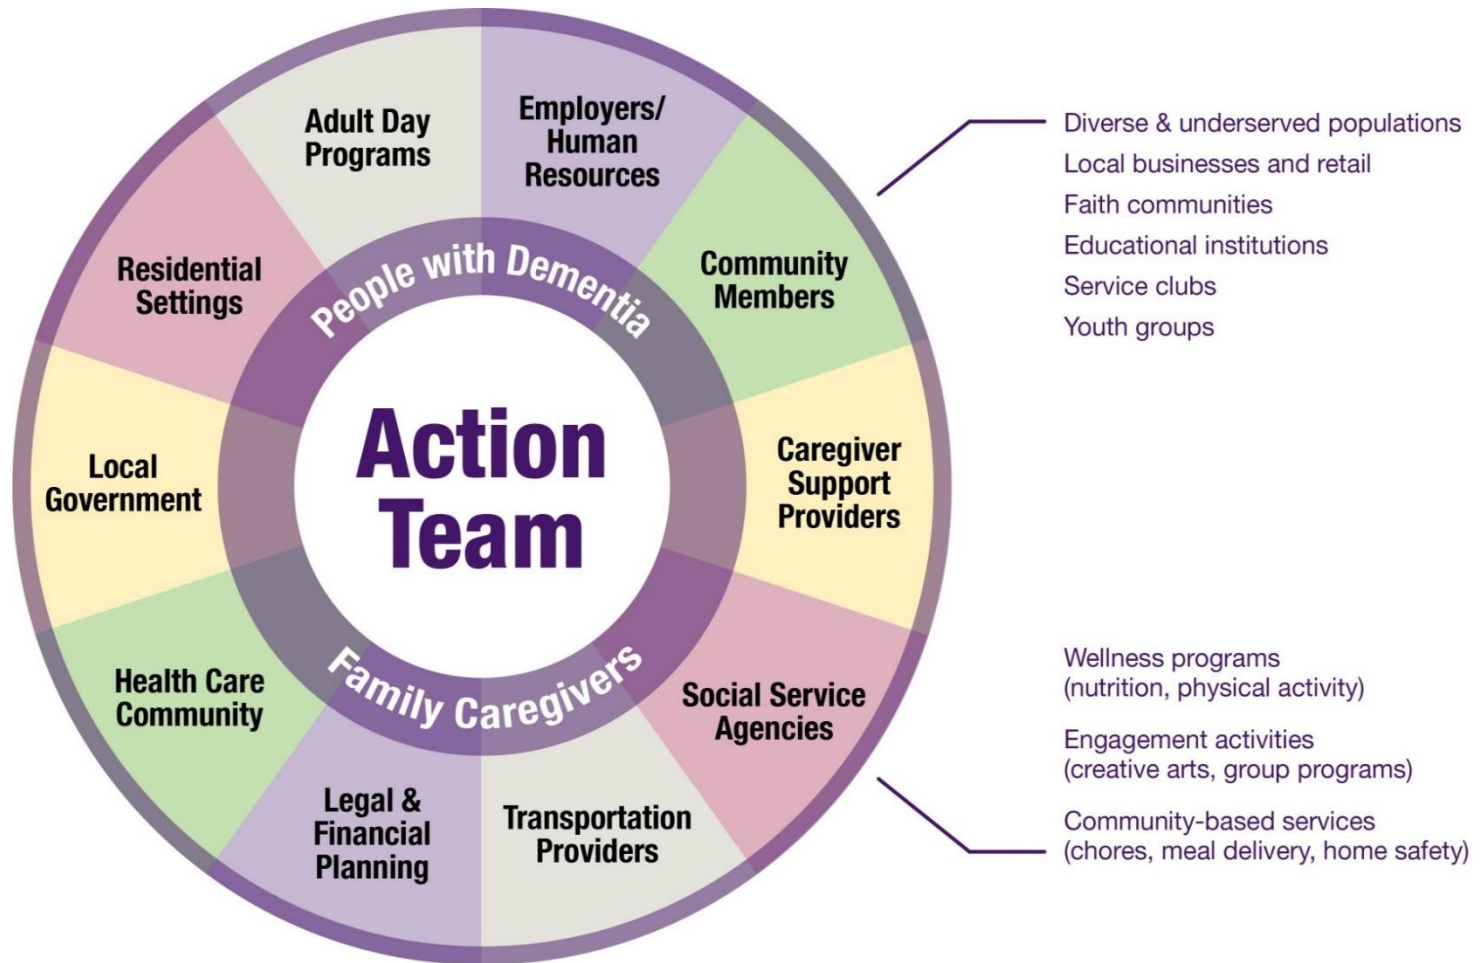 Adult Day
Programs
Employers/
Human
Resources
Community
Members
Caregiver
Support
Providers
Social Service
Agencies
Transportation
Providers
Legal &
Financial
Planning
Health Care
Community
Local
Government
Residential
Settings
People with Dementia
Action
Team
Family Caregivers
Diverse & underserved populations
Local businesses and retail
Faith communities
Educational institutions
Service clubs
Youth groups
Wellness programs
(nutrition, physical activity)
Engagement activities
(creative arts, group programs)
Community-based services
(chores, meal delivery, home safety)